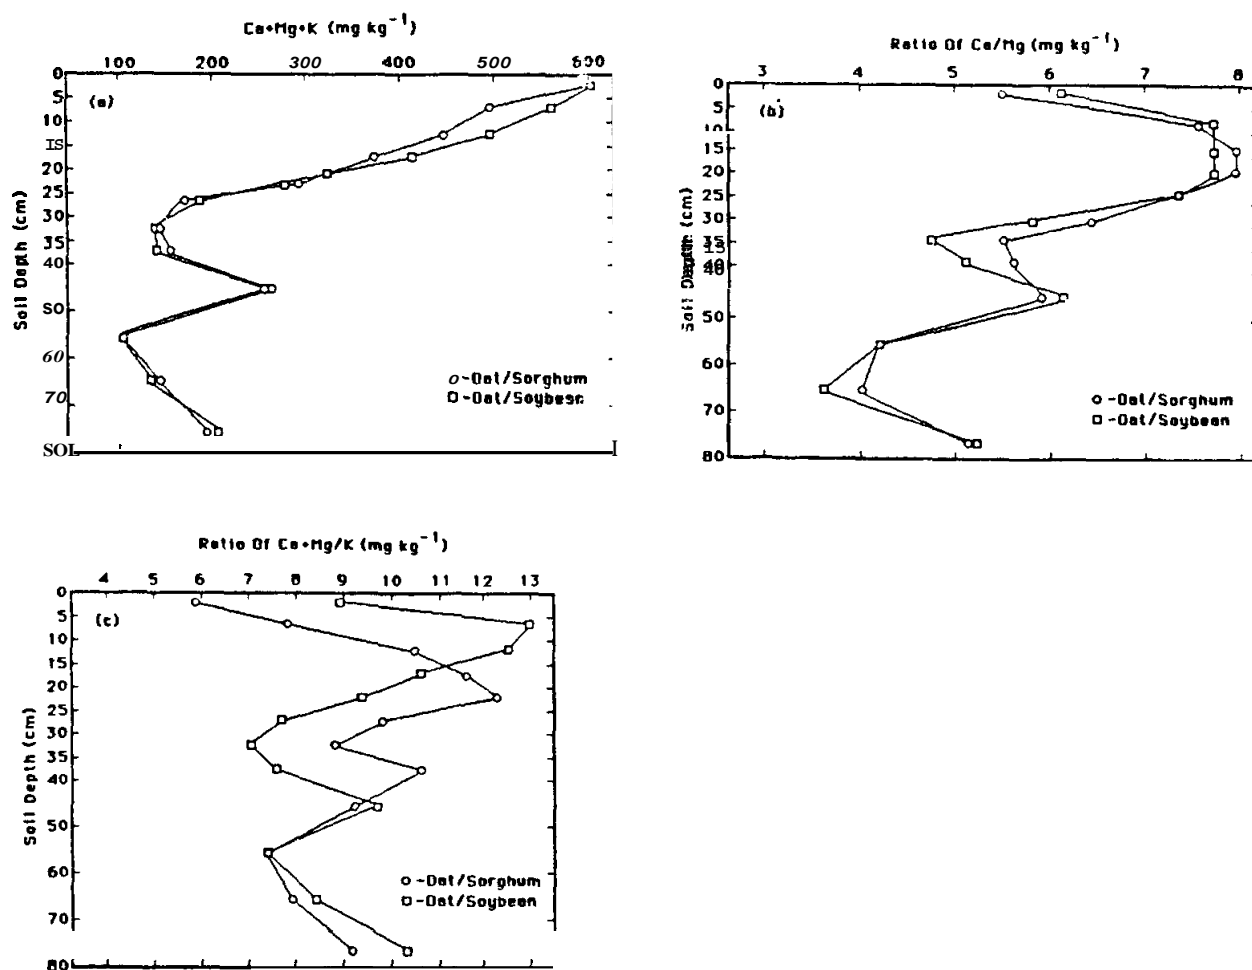 Ca+Mg+K (mg kg-1)
100 200 300 400 500 600
0
5
(a)
IS
20
25
30
35
40
50
60
70
SOL
I
Soil Depth (cm)
O-Oat/Sorghum
□-Oat/Soybean
Ratio Of Ca/Mg (mg kg-1)
3 4 5 6 7 8
0
5
(b)
10
15
20
25
30
35
40
50
60
70
80
Soil Depth (cm)
O-Oat/Sorghum
□-Oat/Soybean
Ratio Of Ca+Mg/K (mg kg-1)
4 5 6 7 8 9 10 11 12 13
0
5
(c)
10
15
20
25
30
35
40
50
60
70
80
Soil Depth (cm)
O-Oat/Sorghum
□-Oat/Soybean